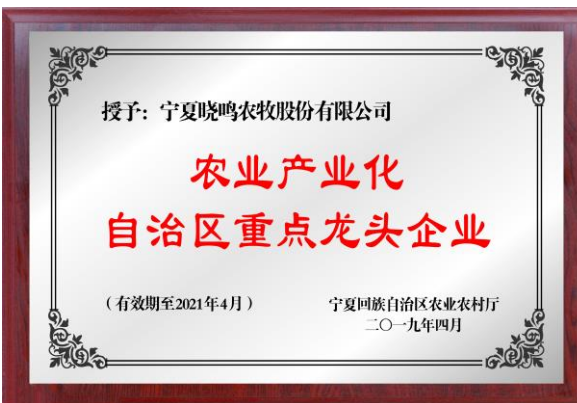 授予：宁夏晓鸣农牧股份有限公司
农业产业化
自治区重点龙头企业
（有效期至2021年4月）
宁夏回族自治区农业农村厅
二〇一九年四月